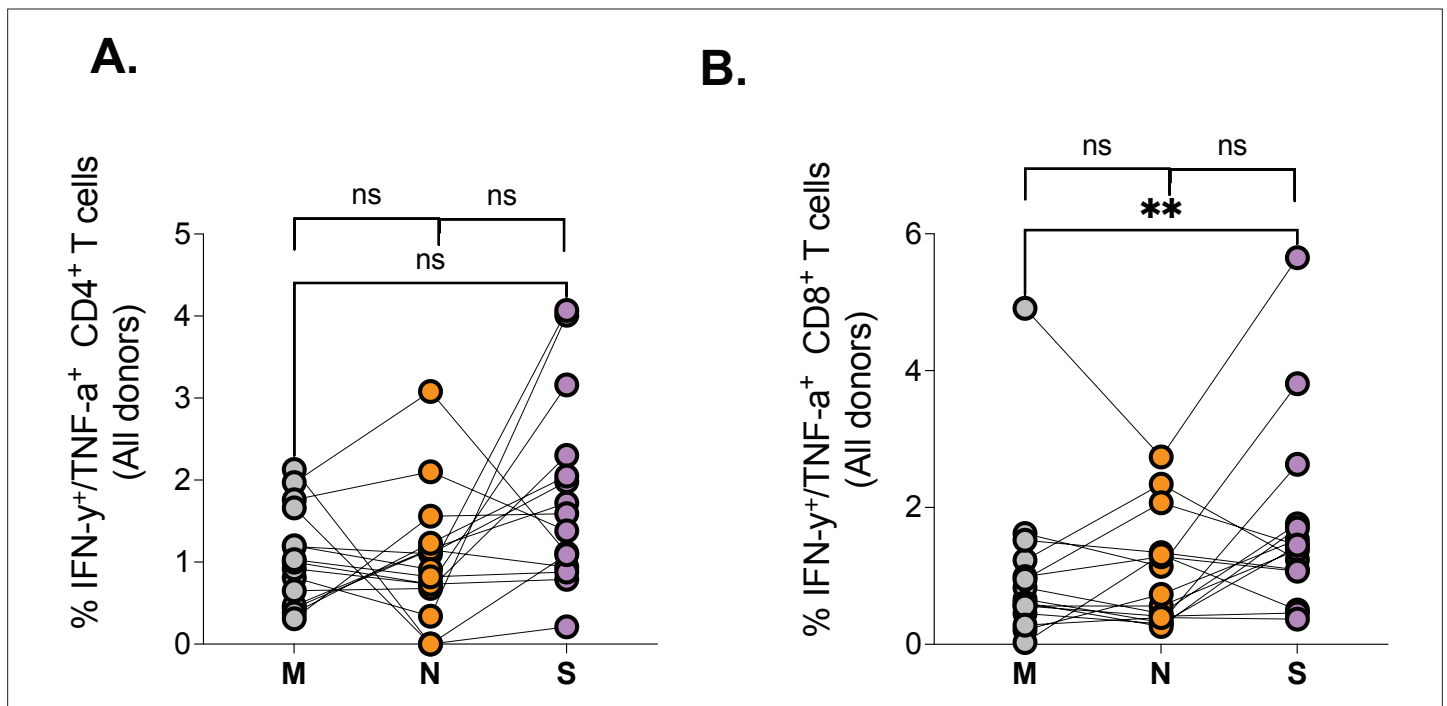 A.
% IFN-y⁺/TNF-a⁺ CD4⁺ T cells
(All donors)
ns
ns
ns
5
4
3
2
1
0
M N S
B.
% IFN-y⁺/TNF-a⁺ CD8⁺ T cells
(All donors)
ns
ns
**
6
4
2
0
M N S